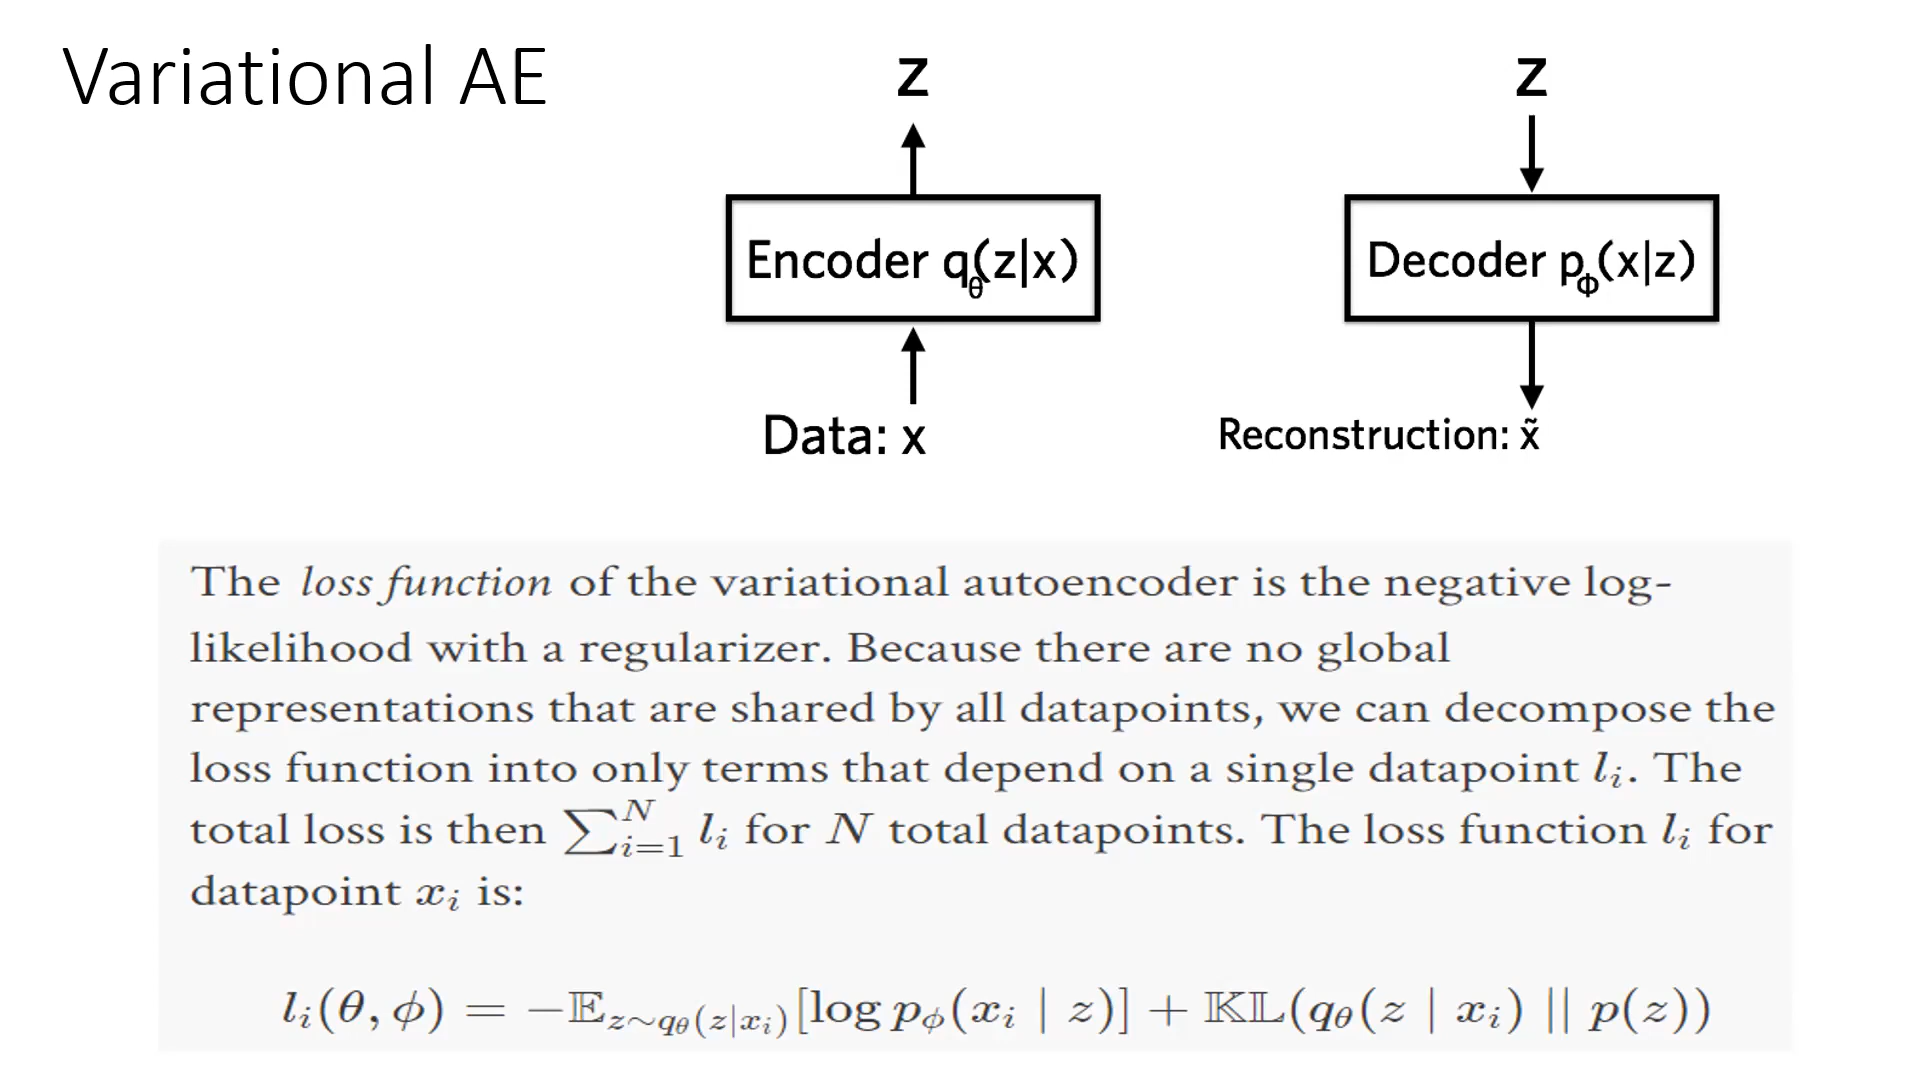 Variational AE
z
z
Encoder qθ(z|x)
Decoder pϕ(x|z)
Data: x
Reconstruction: x̃
The loss function of the variational autoencoder is the negative log-
likelihood with a regularizer. Because there are no global
representations that are shared by all datapoints, we can decompose the
loss function into only terms that depend on a single datapoint lᵢ. The
total loss is then ∑ᵢ₌₁ᴺ lᵢ for N total datapoints. The loss function lᵢ for
datapoint xᵢ is:
lᵢ(θ, ϕ) = −𝔼_{z∼qθ(z|xᵢ)}[log pϕ(xᵢ | z)] + 𝕂𝕃(qθ(z | xᵢ) || p(z))